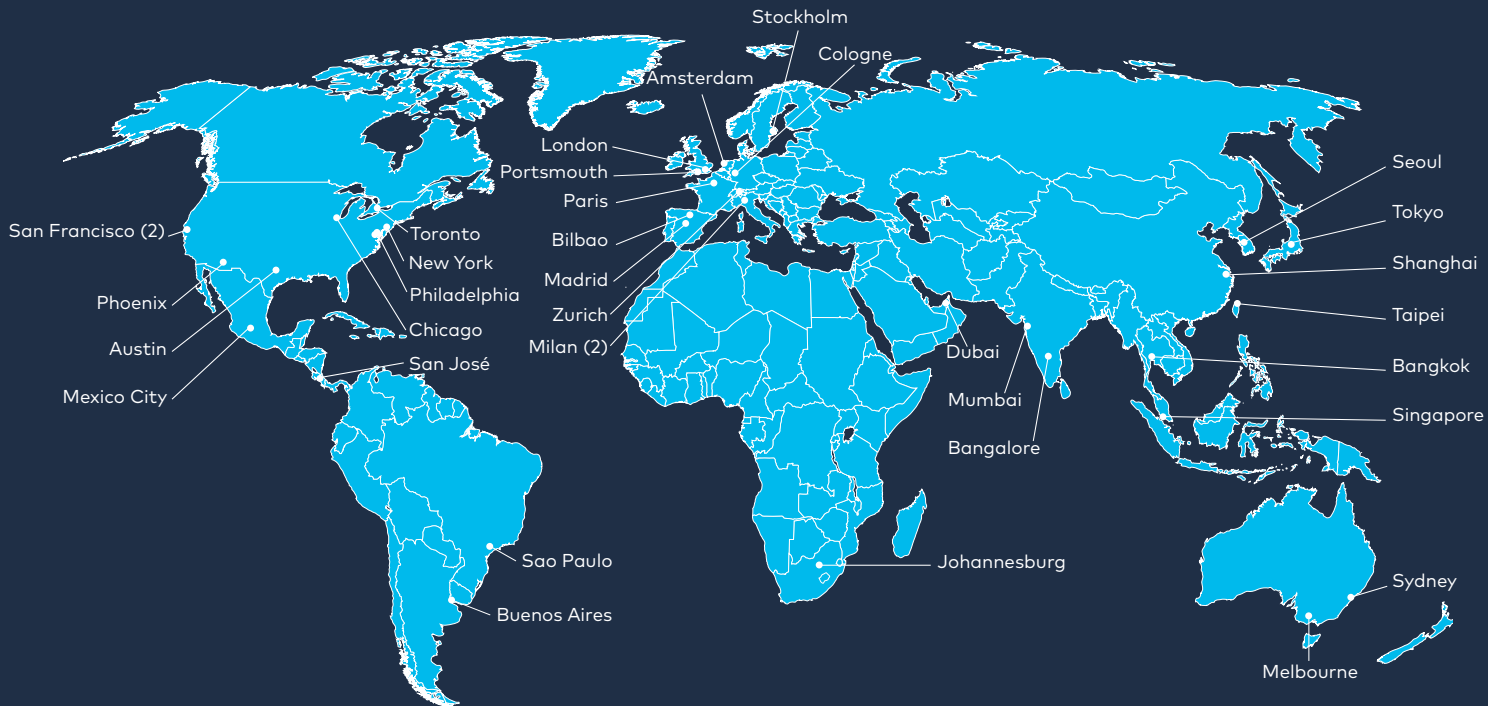 Stockholm
Cologne
Amsterdam
London
Portsmouth
Paris
Bilbao
Madrid
Zurich
Milan (2)
San Francisco (2)
Phoenix
Austin
Mexico City
Toronto
New York
Philadelphia
Chicago
San José
Sao Paulo
Buenos Aires
Dubai
Mumbai
Bangalore
Johannesburg
Seoul
Tokyo
Shanghai
Taipei
Bangkok
Singapore
Sydney
Melbourne